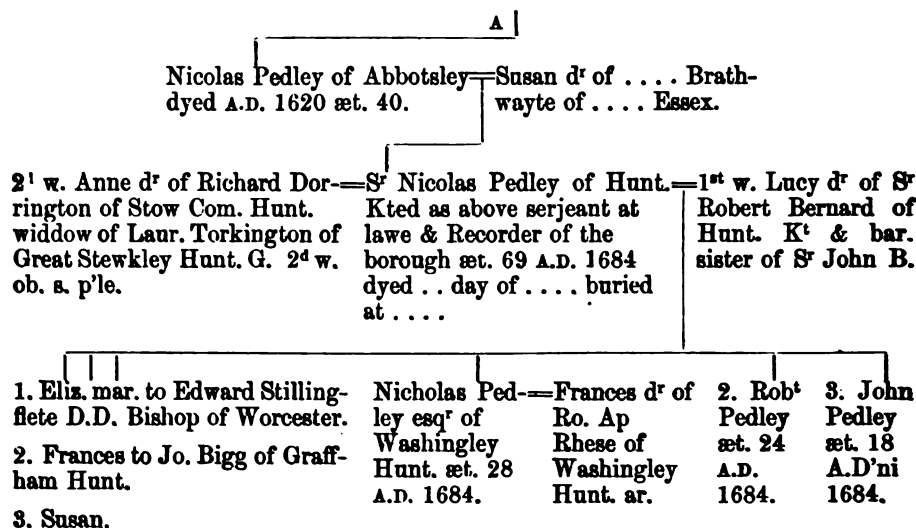 A
Nicolas Pedley of Abbotsley=Susan dʳ of . . . . Brath-
dyed A.D. 1620 æt. 40.
wayte of . . . . Essex.
2ᵗ w. Anne dʳ of Richard Dor-
rington of Stow Com. Hunt.
widdow of Laur. Torkington of
Great Stewkley Hunt. G. 2ᵈ w.
ob. s. p'le.
=Sʳ Nicolas Pedley of Hunt.=
Kted as above serjeant at
lawe & Recorder of the
borough æt. 69 A.D. 1684
dyed . . day of . . . . buried
at . . . .
1ˢᵗ w. Lucy dʳ of Sʳ
Robert Bernard of
Hunt. Kᵗ & bar.
sister of Sʳ John B.
1. Eliz. mar. to Edward Stilling-
flete D.D. Bishop of Worcester.
2. Frances to Jo. Bigg of Graff-
ham Hunt.
3. Susan.
Nicholas Ped-
ley esqʳ of
Washingley
Hunt. æt. 28
A.D. 1684.
=Frances dʳ of
Ro. Ap
Rhese of
Washingley
Hunt. ar.
2. Robᵗ
Pedley
æt. 24
A.D.
1684.
3. John
Pedley
æt. 18
A.D'ni
1684.